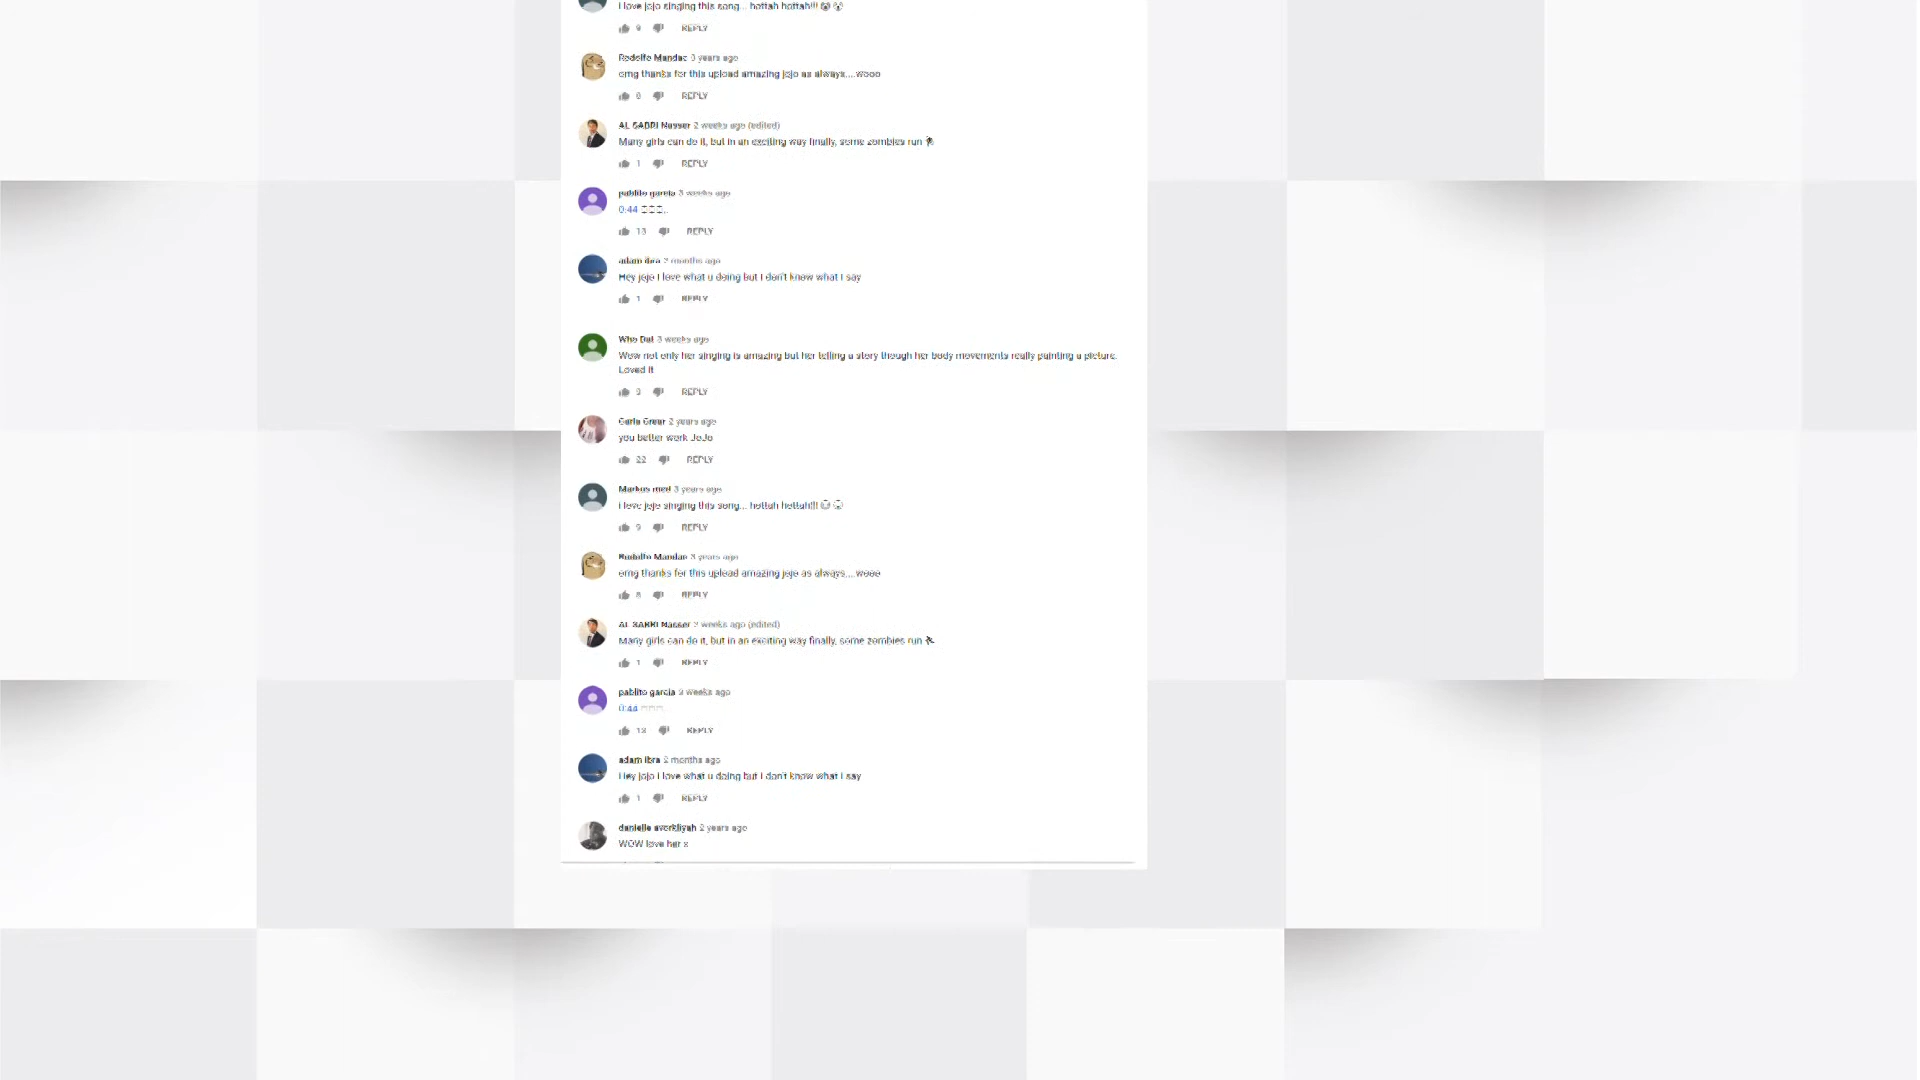 i love jojo singing this song... hottah hottah!!!
9 REPLY
Rodolfo Mandac 3 years ago
omg thanks for this upload amazing jojo as always....wooo
8 REPLY
AL SABRI Nasser 2 weeks ago (edited)
Many girls can do it, but in an exciting way finally, some zombies run
1 REPLY
pablito garcia 3 weeks ago
0:44
13 REPLY
adam ibra 2 months ago
Hey jojo I love what u doing but I don't know what I say
1 REPLY
Who Dat 3 weeks ago
Wow not only her singing is amazing but her telling a story though her body movements really painting a picture.
Loved it
REPLY
2 years ago
you better work JoJo
22 REPLY
3 years ago
i love jojo singing this song... hottah hottah!!!
9 REPLY
Rodolfo Mandac 3 years ago
omg thanks for this upload amazing jojo as always....wooo
8 REPLY
AL SABRI Nasser 2 weeks ago (edited)
Many girls can do it, but in an exciting way finally, some zombies run
1 REPLY
pablito garcia 3 weeks ago
0:44
13 REPLY
adam ibra 2 months ago
Hey jojo I love what u doing but I don't know what I say
1 REPLY
danielle 2 years ago
WOW love her x